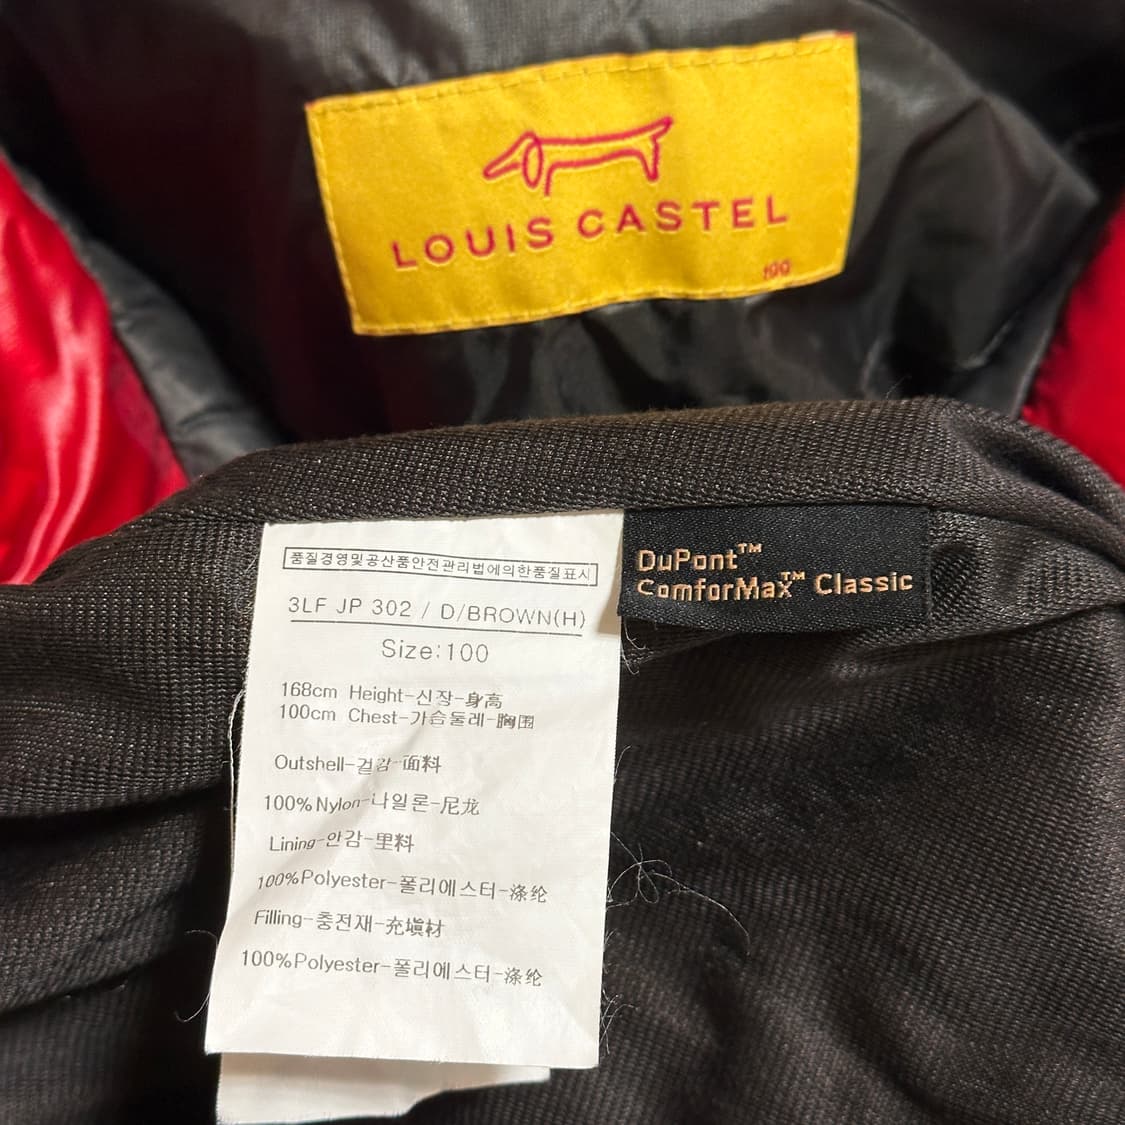 LOUIS CASTEL
100
품질경영및공산품안전관리법에의한품질표시
3LF JP 302 / D/BROWN(H)
Size:100
168cm Height-신장-身高
100cm Chest-가슴둘레-胸围
Outshell-겉감-面料
100%Nylon-나일론-尼龙
Lining-안감-里料
100%Polyester-폴리에스터-涤纶
Filling-충전재-充塡材
100%Polyester-폴리에스터-涤纶
DuPont™
ComforMax™ Classic